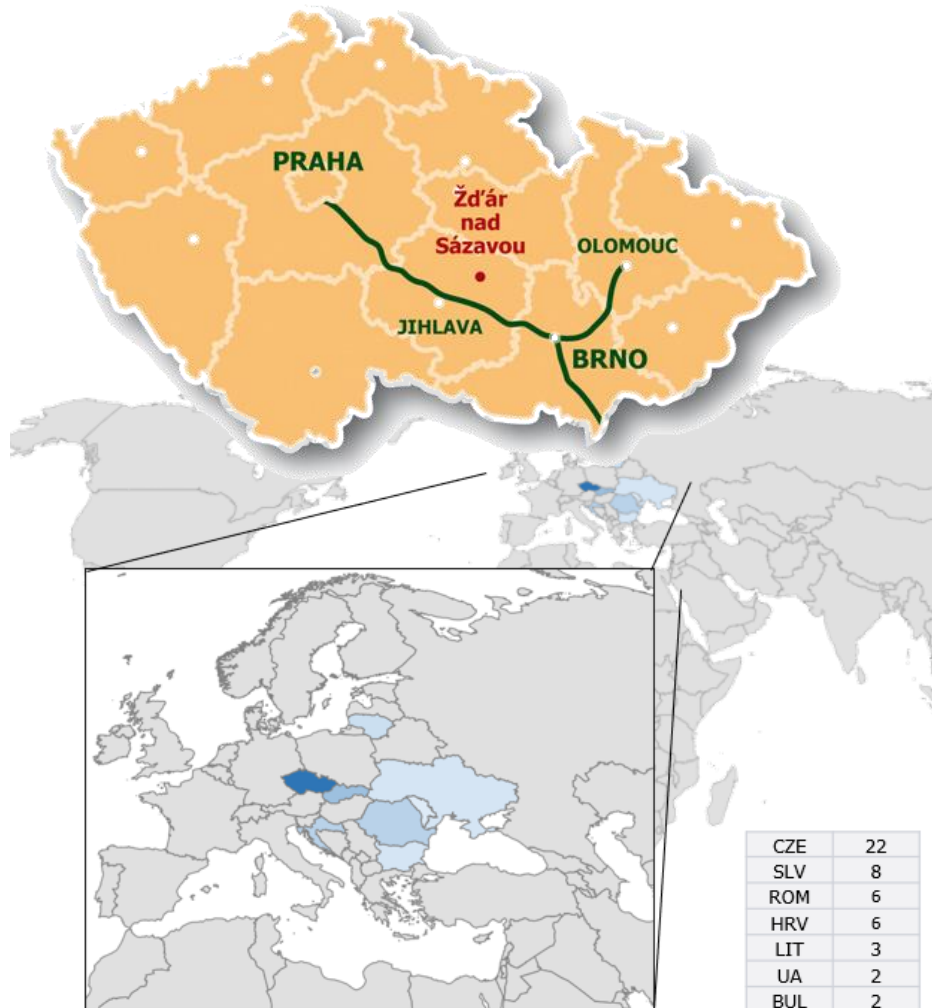 PRAHA
Žďár
nad
Sázavou
OLOMOUC
JIHLAVA
BRNO
CZE 22
SLV 8
ROM 6
HRV 6
LIT 3
UA 2
BUL 2